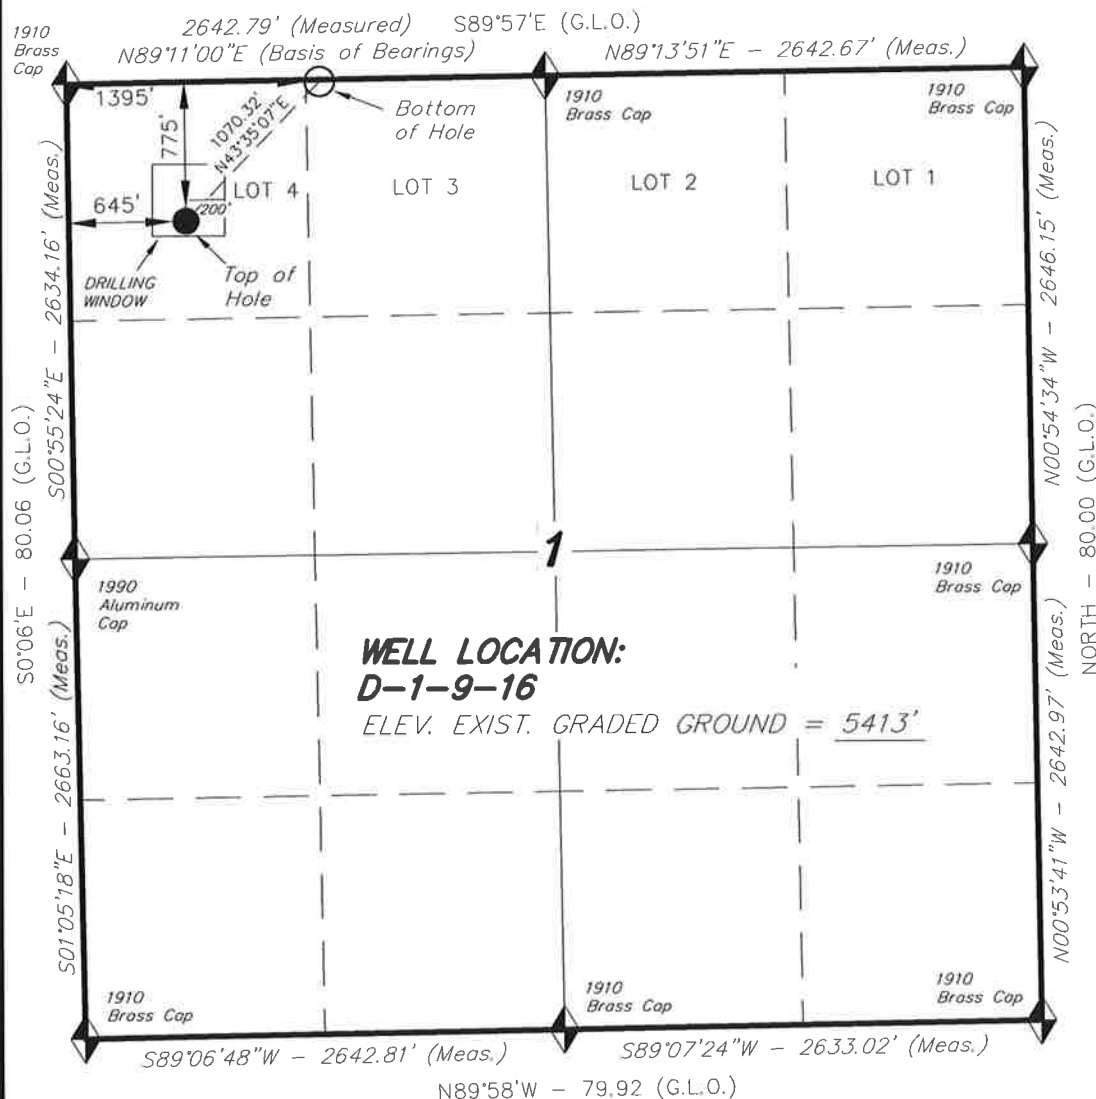 2642.79' (Measured) S89°57'E (G.L.O.)
N89°11'00"E (Basis of Bearings)
N89°13'51"E – 2642.67' (Meas.)
1910
Brass
Cap
1395'
775'
1070.32'
N43°35'07"E
Bottom
of Hole
1910
Brass Cap
1910
Brass Cap
LOT 4
LOT 3
LOT 2
LOT 1
645'
200'
DRILLING
WINDOW
Top of
Hole
S00°55'24"E – 2634.16' (Meas.)
N00°54'34"W – 2646.15' (Meas.)
S0°06'E – 80.06 (G.L.O.)
NORTH – 80.00 (G.L.O.)
1
1990
Aluminum
Cap
1910
Brass Cap
WELL LOCATION:
D–1–9–16
ELEV. EXIST. GRADED GROUND = 5413'
S01°05'18"E – 2663.16' (Meas.)
N00°53'41"W – 2642.97' (Meas.)
1910
Brass Cap
1910
Brass Cap
1910
Brass Cap
S89°06'48"W – 2642.81' (Meas.)
S89°07'24"W – 2633.02' (Meas.)
N89°58'W – 79.92 (G.L.O.)